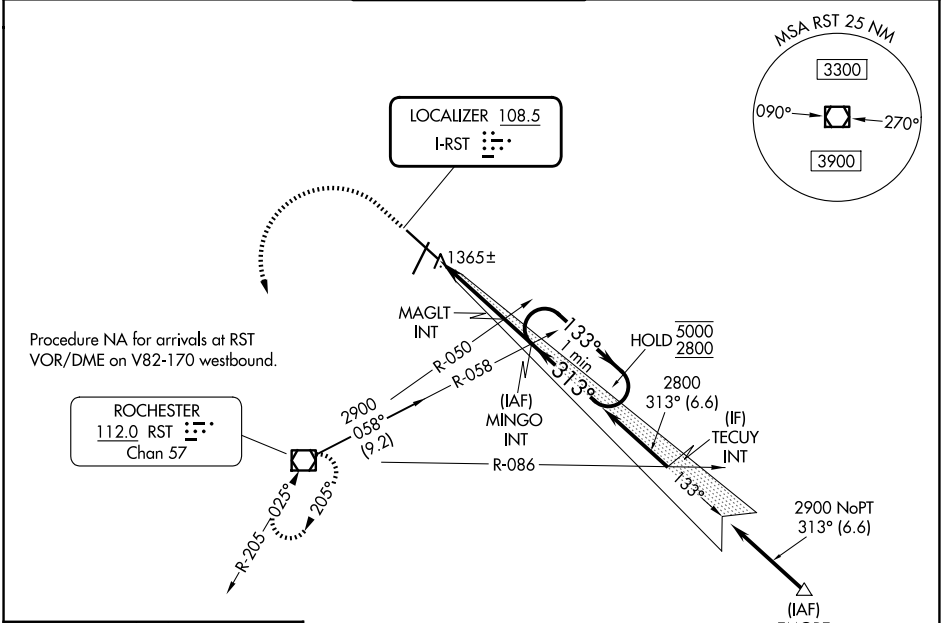 MSA RST 25 NM
3300
090°
270°
3900
LOCALIZER 108.5
I-RST
1365±
MAGLT
INT
R-050
R-058
133°
1 min
313°
HOLD
5000
2800
Procedure NA for arrivals at RST
VOR/DME on V82-170 westbound.
(IAF)
MINGO
INT
2800
313° (6.6)
(IF)
TECUY
INT
ROCHESTER
112.0 RST
Chan 57
2900
058°
(9.2)
R-086
133°
R-205
025°
205°
2900 NoPT
313° (6.6)
(IAF)